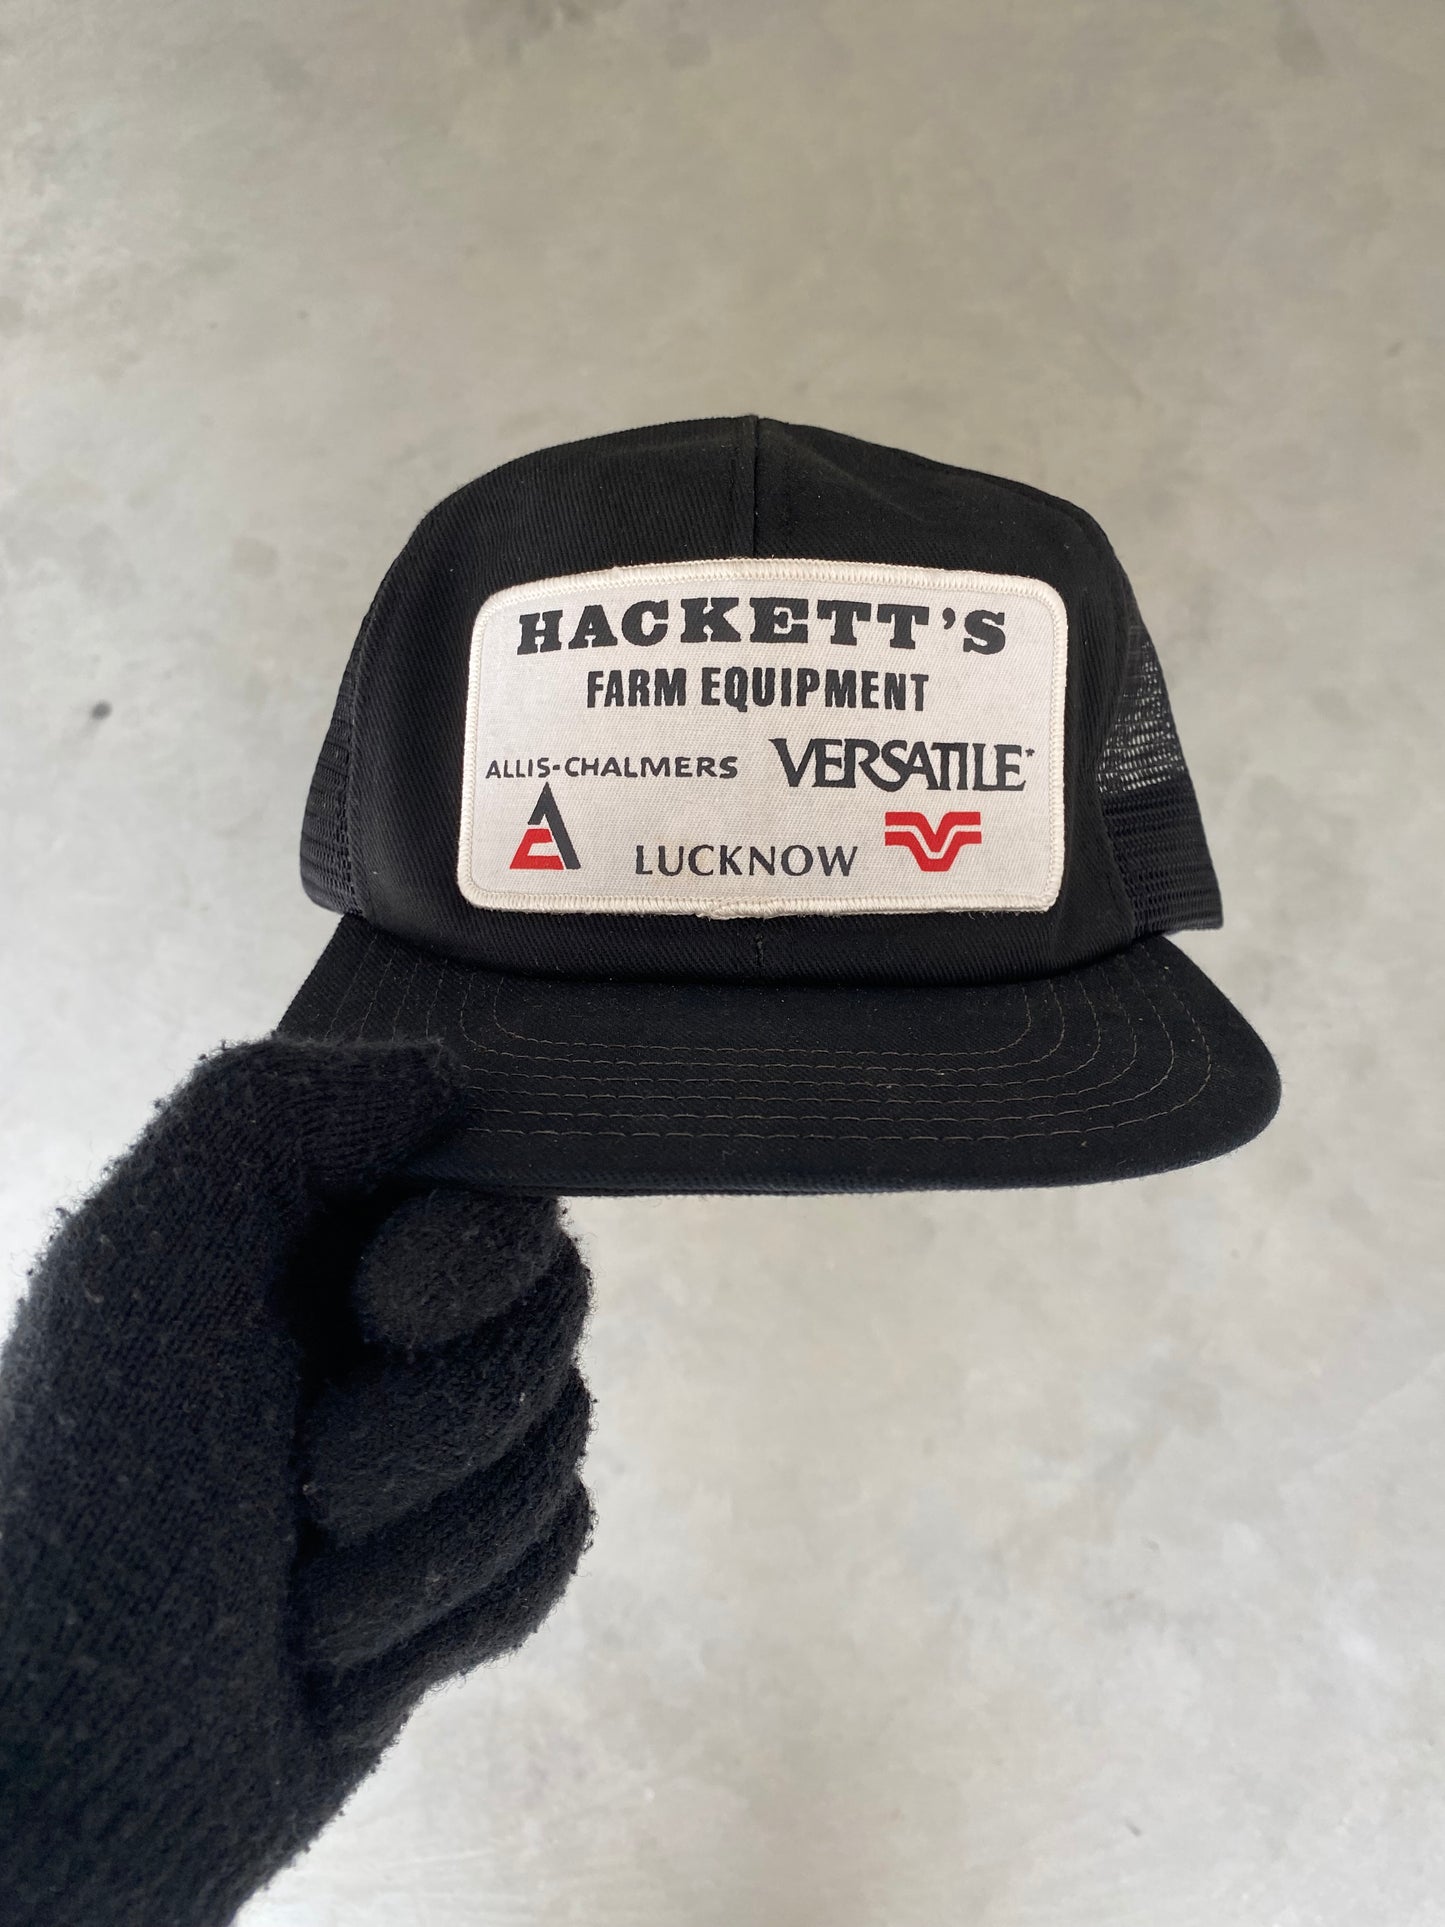 HACKETT'S
FARM EQUIPMENT
ALLIS-CHALMERS VERSATILE*
LUCKNOW